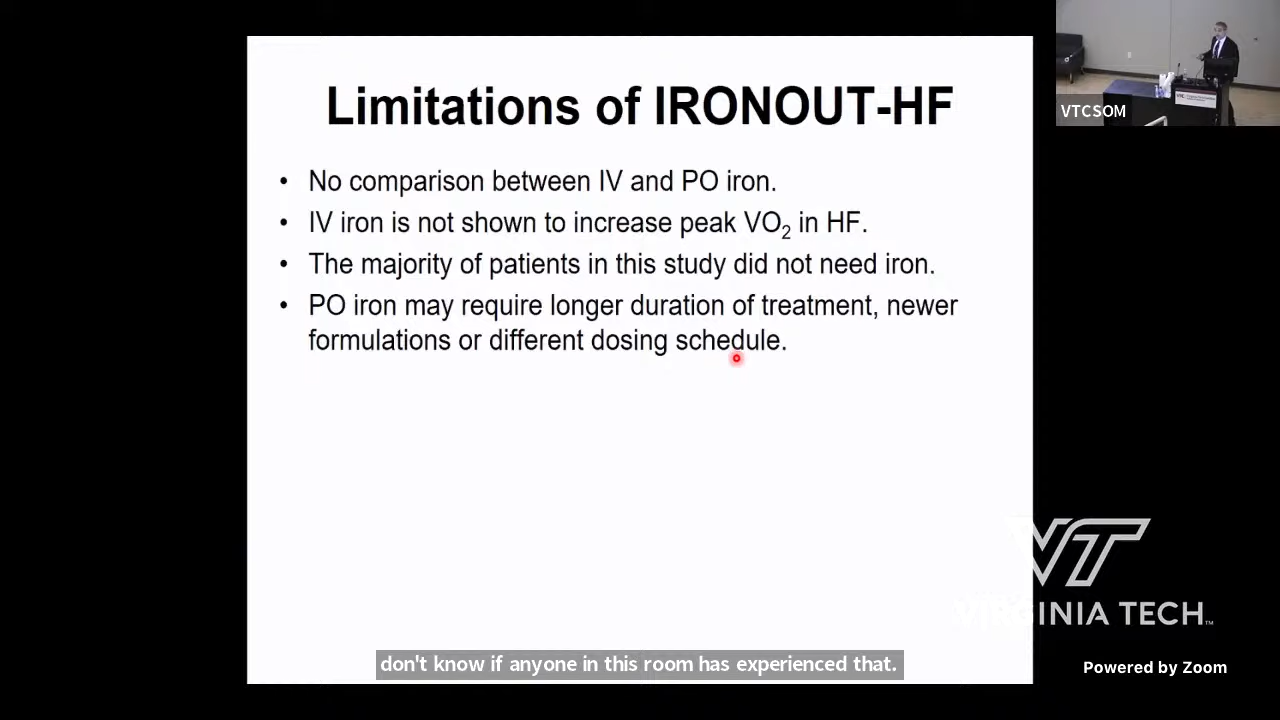 Limitations of IRONOUT-HF
• No comparison between IV and PO iron.
• IV iron is not shown to increase peak VO2 in HF.
• The majority of patients in this study did not need iron.
• PO iron may require longer duration of treatment, newer
formulations or different dosing schedule.
VTCSOM
VT
VIRGINIA TECH™
don't know if anyone in this room has experienced that.
Powered by Zoom